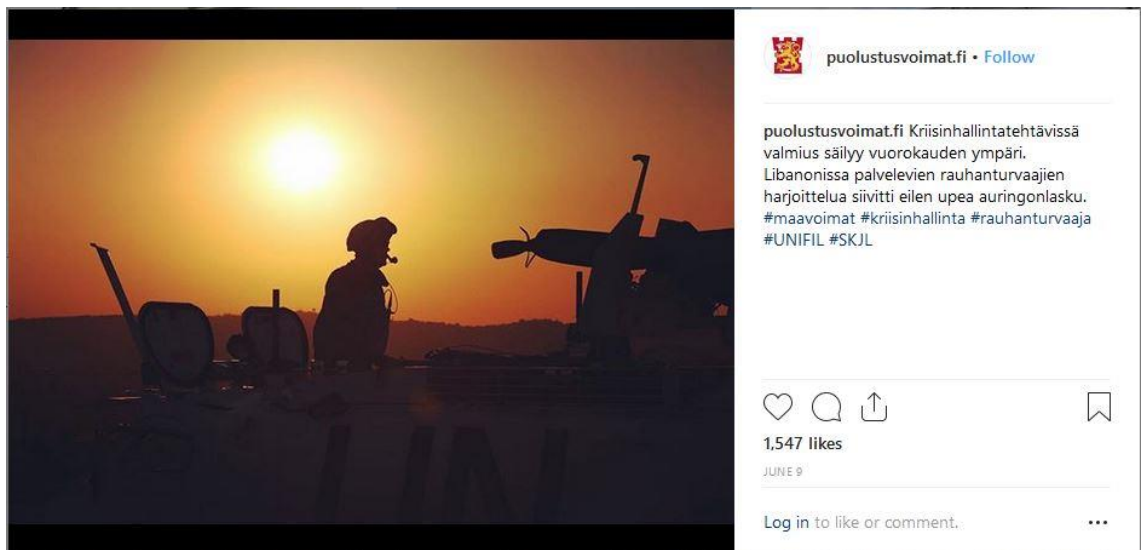 puolustusvoimat.fi • Follow
puolustusvoimat.fi Kriisinhallintatehtävissä
valmius säilyy vuorokauden ympäri.
Libanonissa palvelevien rauhanturvaajien
harjoittelua siivitti eilen upea auringonlasku.
#maavoimat #kriisinhallinta #rauhanturvaaja
#UNIFIL #SKJL
UN
1,547 likes
JUNE 9
Log in to like or comment.